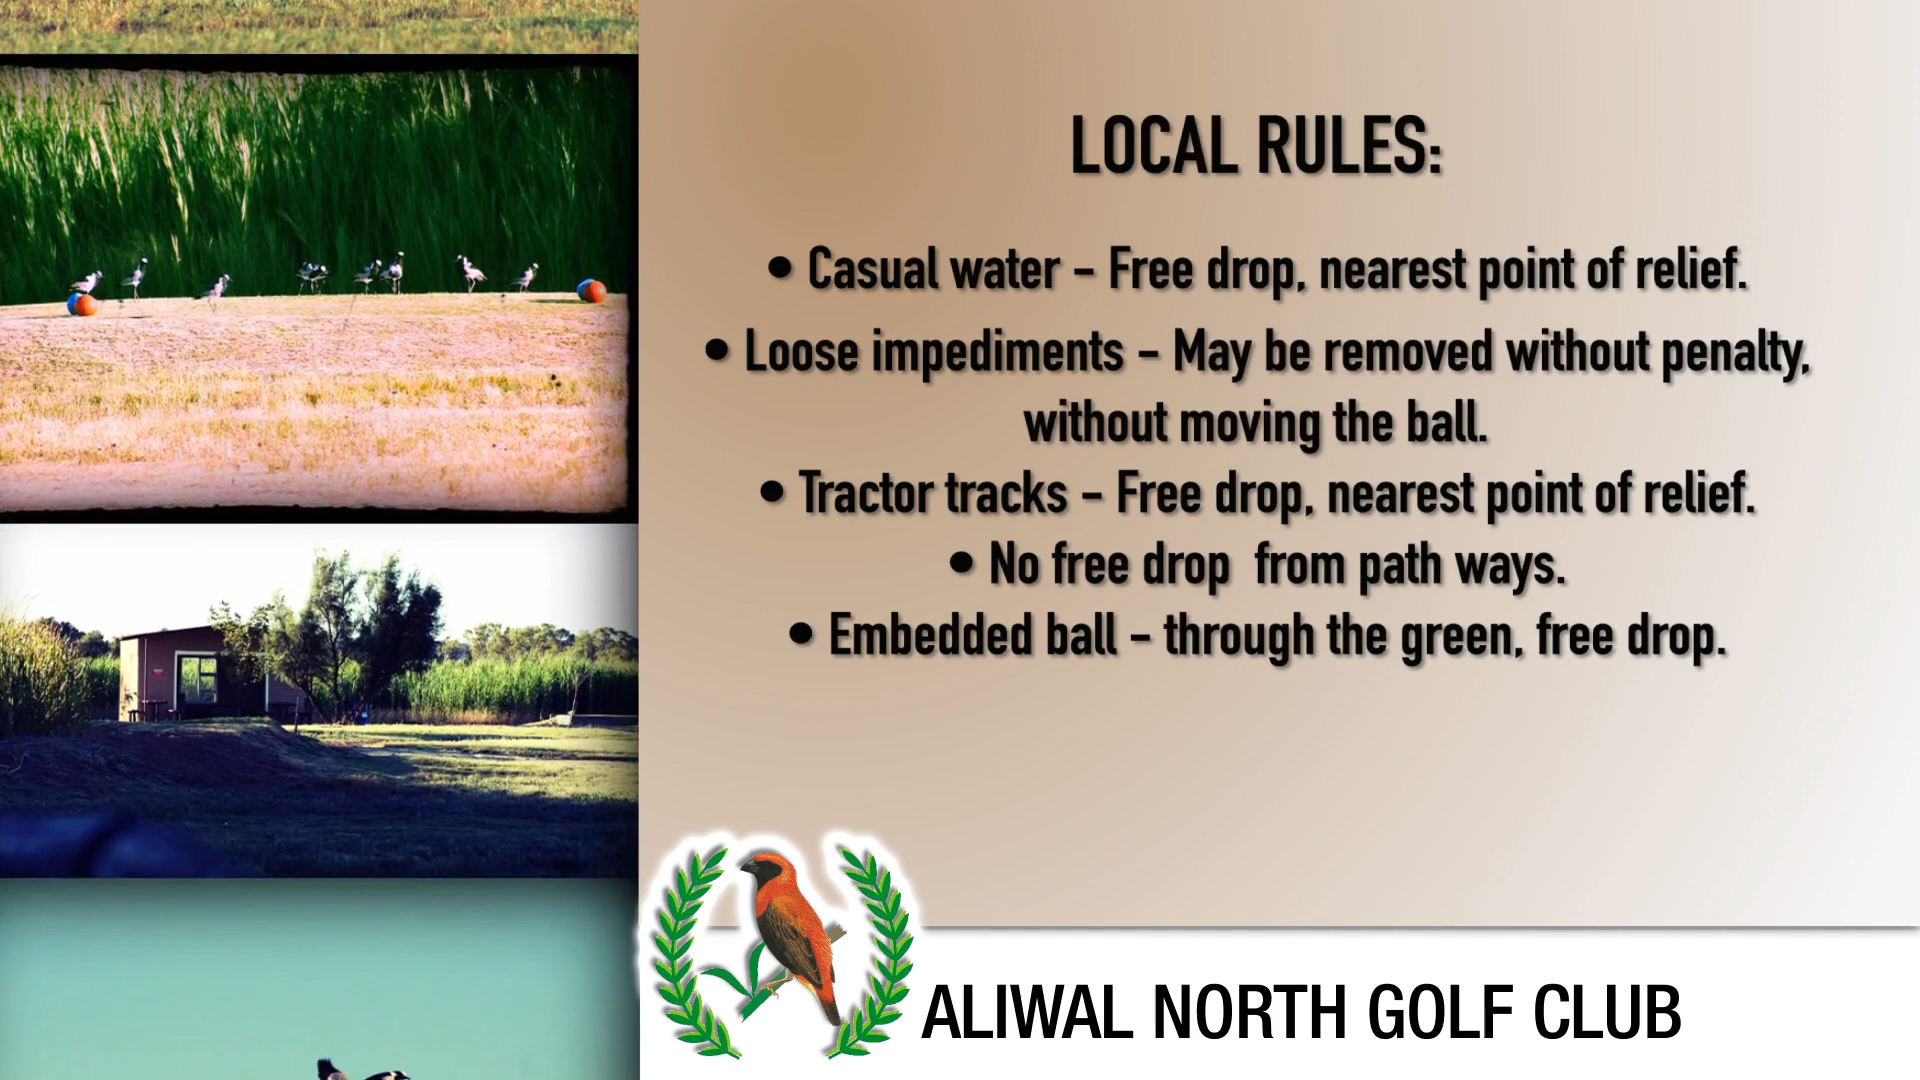 LOCAL RULES:
• Casual water – Free drop, nearest point of relief.
• Loose impediments – May be removed without penalty,
without moving the ball.
• Tractor tracks – Free drop, nearest point of relief.
• No free drop  from path ways.
• Embedded ball – through the green, free drop.
ALIWAL NORTH GOLF CLUB